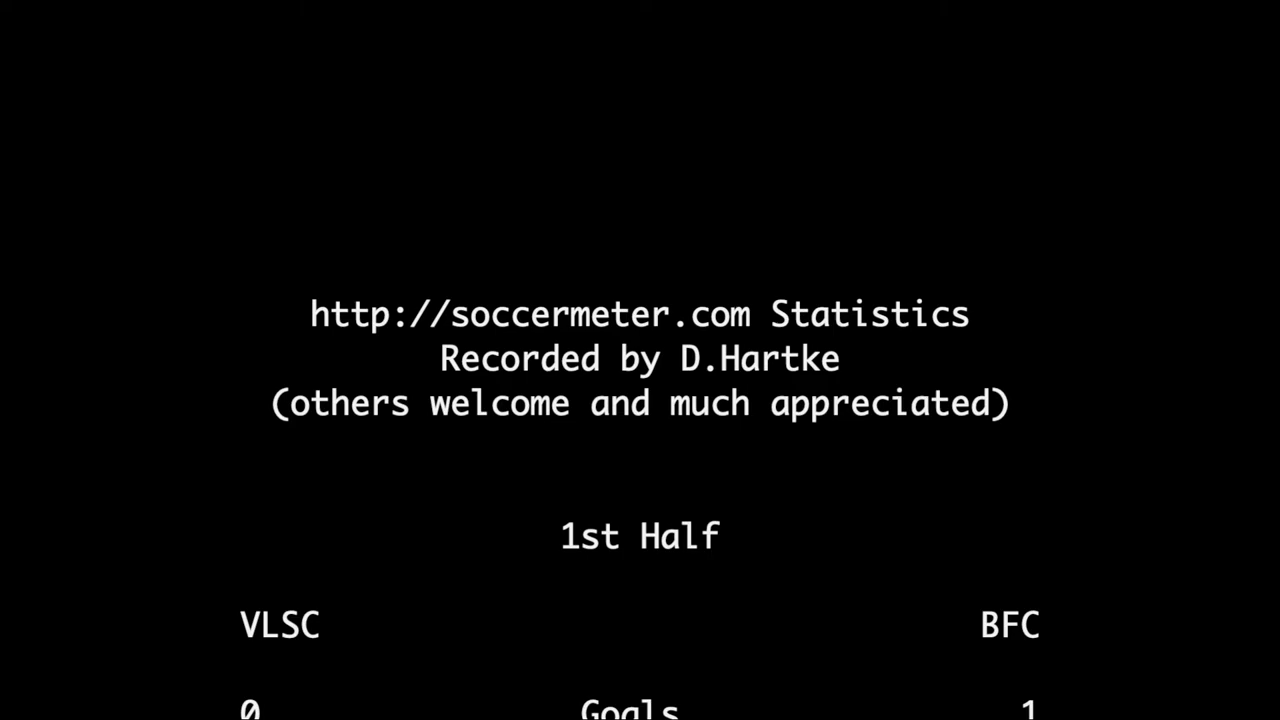 http://soccermeter.com Statistics
Recorded by D.Hartke
(others welcome and much appreciated)
1st Half
VLSC BFC
0 Goals 1